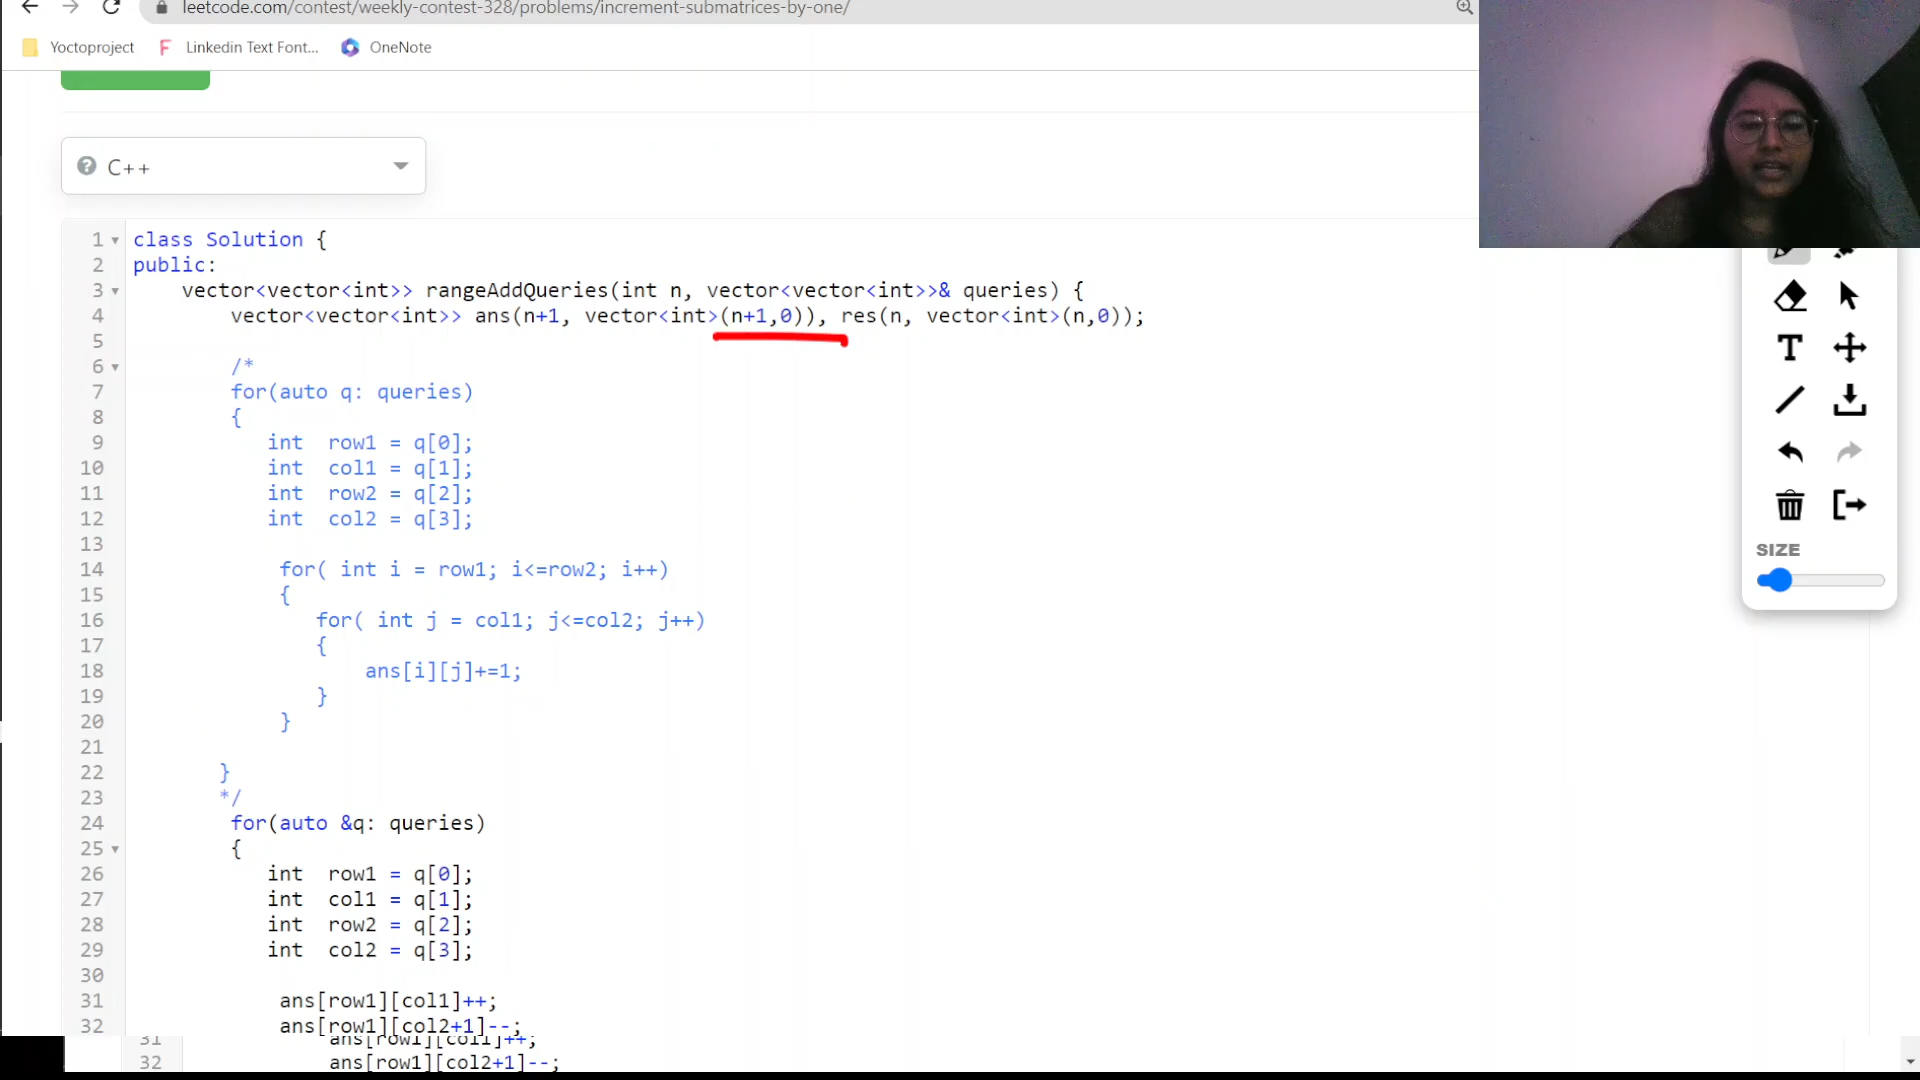 leetcode.com/contest/weekly-contest-328/problems/increment-submatrices-by-one/
Yoctoproject
F Linkedin Text Font...
OneNote
? C++
1 class Solution {
2 public:
3 vector<vector<int>> rangeAddQueries(int n, vector<vector<int>>& queries) {
4 vector<vector<int>> ans(n+1, vector<int>(n+1,0)), res(n, vector<int>(n,0));
5
6 /*
7 for(auto q: queries)
8 {
9 int row1 = q[0];
10 int col1 = q[1];
11 int row2 = q[2];
12 int col2 = q[3];
13
14 for( int i = row1; i<=row2; i++)
15 {
16 for( int j = col1; j<=col2; j++)
17 {
18 ans[i][j]+=1;
19 }
20 }
21
22 }
23 */
24 for(auto &q: queries)
25 {
26 int row1 = q[0];
27 int col1 = q[1];
28 int row2 = q[2];
29 int col2 = q[3];
30
31 ans[row1][col1]++;
32 ans[row1][col2+1]--;
31 ans[row1][col1]++;
32 ans[row1][col2+1]--;
T
SIZE